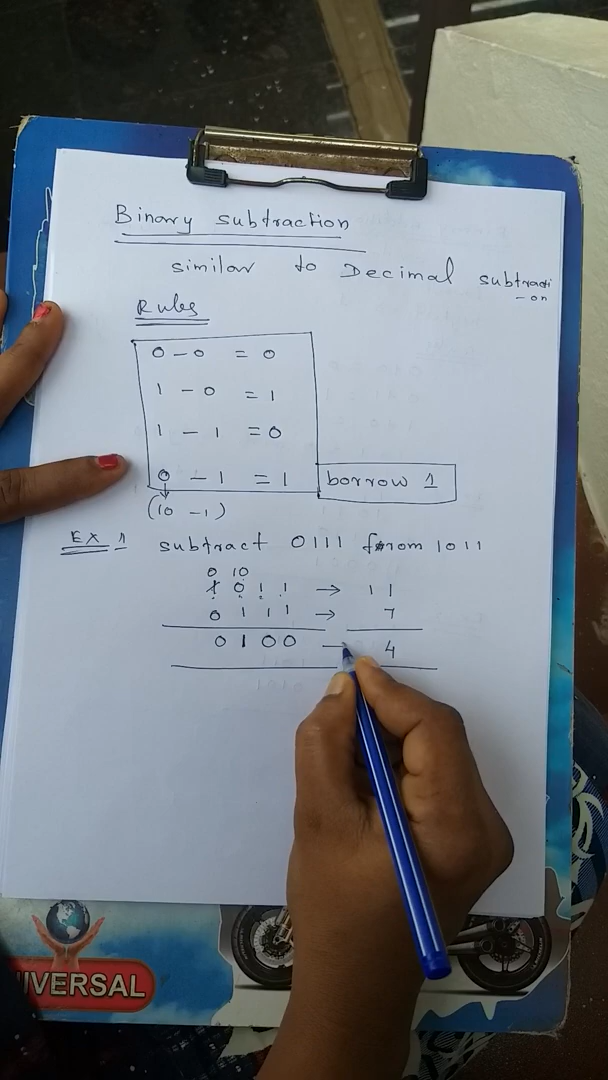 Binary subtraction
similar to Decimal subtracti
-on
Rules
0 - 0 = 0
1 - 0 = 1
1 - 1 = 0
0 - 1 = 1 borrow 1
(10 - 1)
EX 1 subtract 0111 from 1011
0 10
1 0 1 1 → 11
0 1 1 1 → 7
0 1 0 0 → 4
IVERSAL